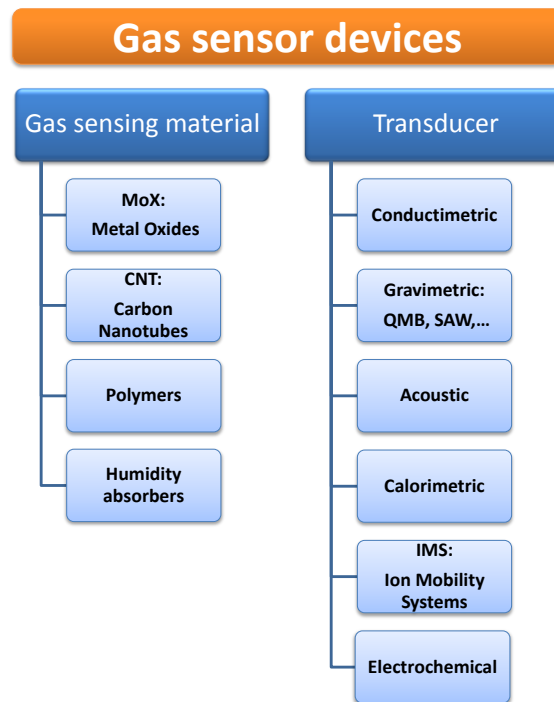 Gas sensor devices
Gas sensing material
MoX:
Metal Oxides
CNT:
Carbon
Nanotubes
Polymers
Humidity
absorbers
Transducer
Conductimetric
Gravimetric:
QMB, SAW,...
Acoustic
Calorimetric
IMS:
Ion Mobility
Systems
Electrochemical